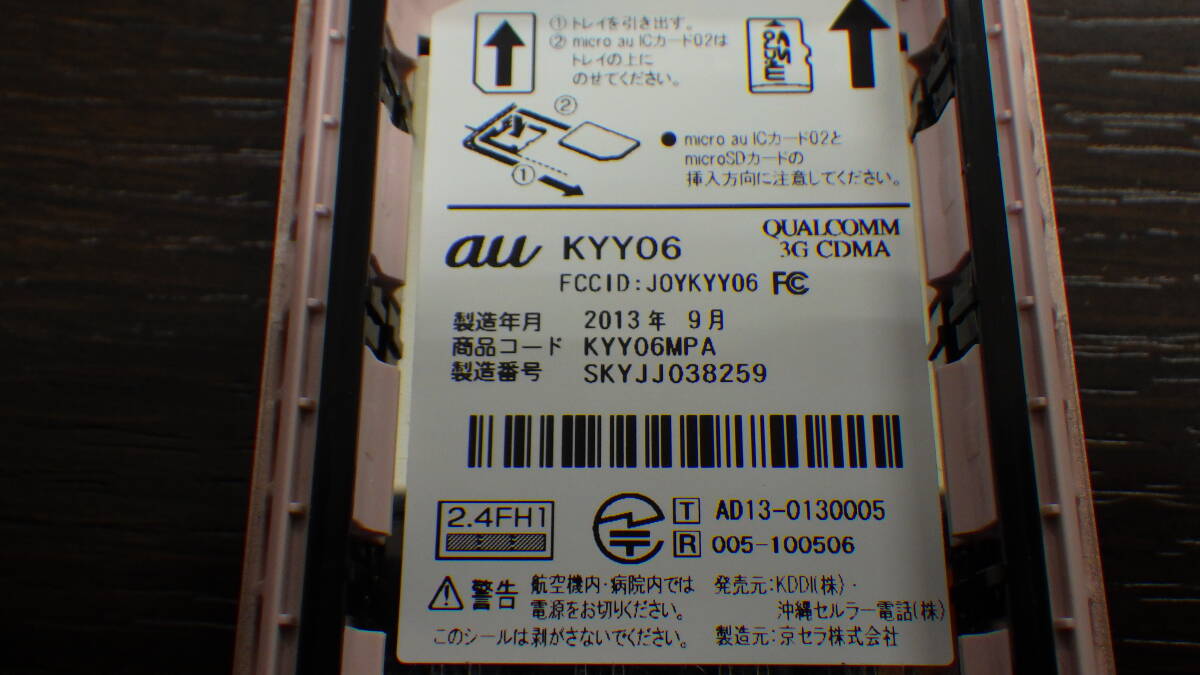 ①トレイを引き出す。
②micro au ICカード02は
トレイの上に
のせてください。
②
①
●micro au ICカード02と
microSDカードの
挿入方向に注意してください。
au KYY06
QUALCOMM
3G CDMA
FCCID:JOYKYY06 FC
製造年月 2013年 9月
商品コード KYY06MPA
製造番号 SKYJJ038259
2.4FH1
T AD13-0130005
R 005-100506
警告 航空機内・病院内では
電源をお切りください。
このシールは剥がさないでください。
発売元:KDDI(株)・
沖縄セルラー電話(株)
製造元:京セラ株式会社